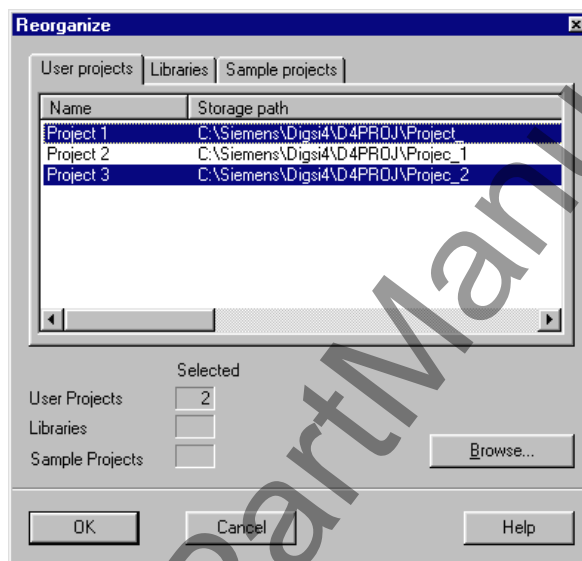 Reorganize
User projects Libraries Sample projects
Name Storage path
Project 1 C:\Siemens\Digsi4\D4PROJ\Project_
Project 2 C:\Siemens\Digsi4\D4PROJ\Projec_1
Project 3 C:\Siemens\Digsi4\D4PROJ\Projec_2
Selected
User Projects 2
Libraries
Sample Projects
Browse...
OK Cancel Help
PartManu